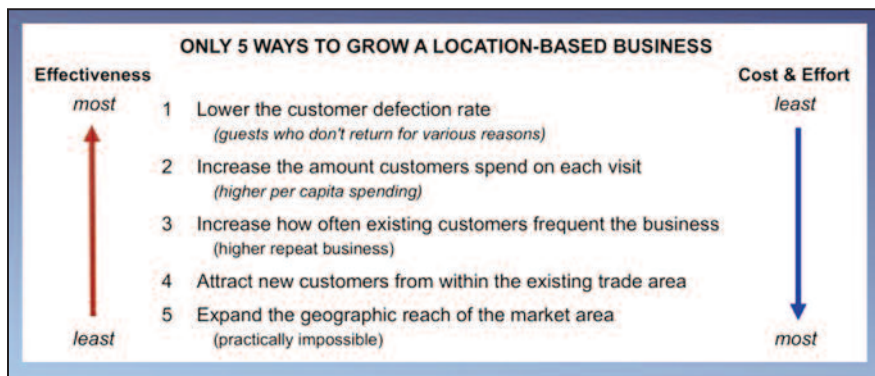 ONLY 5 WAYS TO GROW A LOCATION-BASED BUSINESS
Effectiveness
Cost & Effort
most
least
1 Lower the customer defection rate
(guests who don't return for various reasons)
2 Increase the amount customers spend on each visit
(higher per capita spending)
3 Increase how often existing customers frequent the business
(higher repeat business)
4 Attract new customers from within the existing trade area
5 Expand the geographic reach of the market area
(practically impossible)
least
most